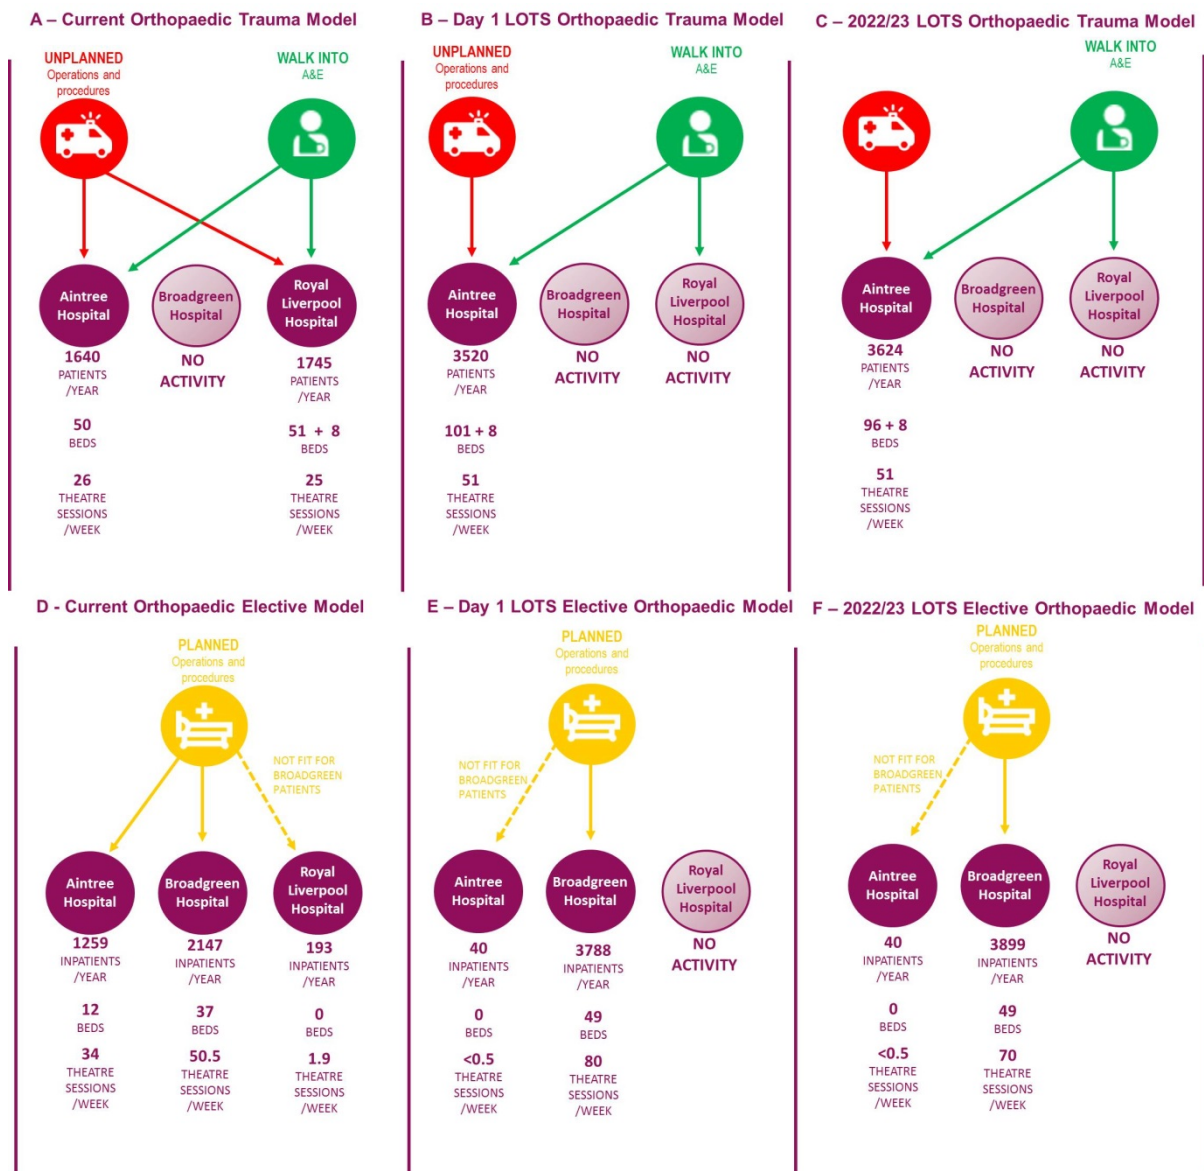 A – Current Orthopaedic Trauma Model
UNPLANNED
Operations and
procedures
WALK INTO
A&E
Aintree
Hospital
Broadgreen
Hospital
Royal
Liverpool
Hospital
1640
PATIENTS
/YEAR
NO
ACTIVITY
1745
PATIENTS
/YEAR
50
BEDS
51 + 8
BEDS
26
THEATRE
SESSIONS
/WEEK
25
THEATRE
SESSIONS
/WEEK
B – Day 1 LOTS Orthopaedic Trauma Model
UNPLANNED
Operations and
procedures
WALK INTO
A&E
Aintree
Hospital
Broadgreen
Hospital
Royal
Liverpool
Hospital
3520
PATIENTS
/YEAR
NO
ACTIVITY
NO
ACTIVITY
101 + 8
BEDS
51
THEATRE
SESSIONS
/WEEK
C – 2022/23 LOTS Orthopaedic Trauma Model
WALK INTO
A&E
Aintree
Hospital
Broadgreen
Hospital
Royal
Liverpool
Hospital
3624
PATIENTS
/YEAR
NO
ACTIVITY
NO
ACTIVITY
96 + 8
BEDS
51
THEATRE
SESSIONS
/WEEK
D - Current Orthopaedic Elective Model
PLANNED
Operations and
procedures
NOT FIT FOR
BROADGREEN
PATIENTS
Aintree
Hospital
Broadgreen
Hospital
Royal
Liverpool
Hospital
1259
INPATIENTS
/YEAR
2147
INPATIENTS
/YEAR
193
INPATIENTS
/YEAR
12
BEDS
37
BEDS
0
BEDS
34
THEATRE
SESSIONS
/WEEK
50.5
THEATRE
SESSIONS
/WEEK
1.9
THEATRE
SESSIONS
/WEEK
E – Day 1 LOTS Elective Orthopaedic Model
PLANNED
Operations and
procedures
NOT FIT FOR
BROADGREEN
PATIENTS
Aintree
Hospital
Broadgreen
Hospital
Royal
Liverpool
Hospital
40
INPATIENTS
/YEAR
3788
INPATIENTS
/YEAR
NO
ACTIVITY
0
BEDS
49
BEDS
<0.5
THEATRE
SESSIONS
/WEEK
80
THEATRE
SESSIONS
/WEEK
F – 2022/23 LOTS Elective Orthopaedic Model
PLANNED
Operations and
procedures
NOT FIT FOR
BROADGREEN
PATIENTS
Aintree
Hospital
Broadgreen
Hospital
Royal
Liverpool
Hospital
40
INPATIENTS
/YEAR
3899
INPATIENTS
/YEAR
NO
ACTIVITY
0
BEDS
49
BEDS
<0.5
THEATRE
SESSIONS
/WEEK
70
THEATRE
SESSIONS
/WEEK